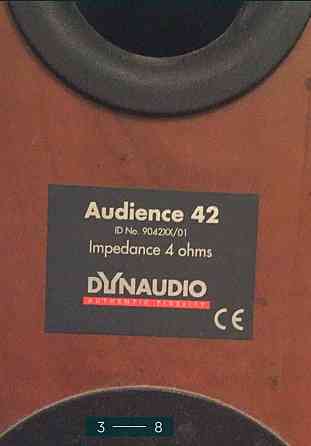 Audience 42
ID No. 9042XX/01
Impedance 4 ohms
DYNAUDIO
AUTHENTIC FIDELITY
CE
3 — 8